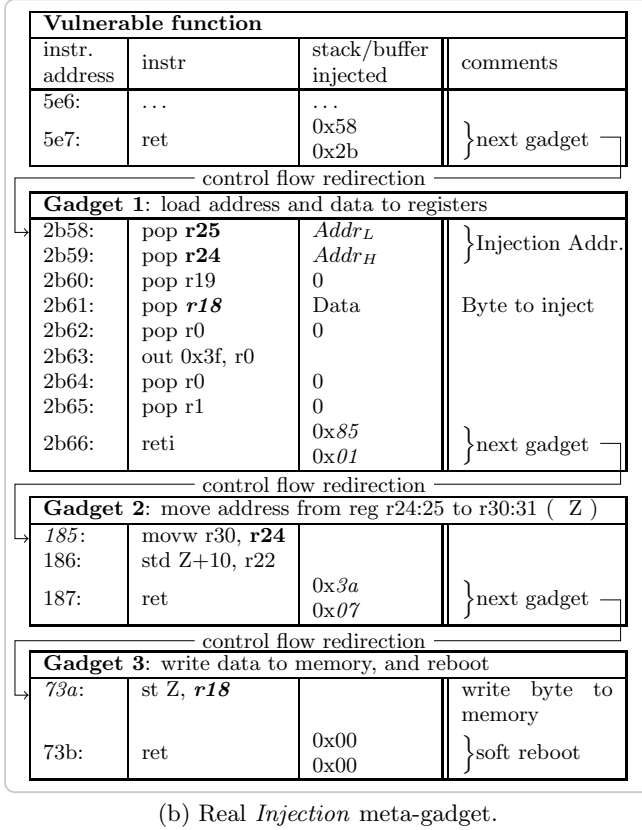 Vulnerable function
instr. address instr stack/buffer injected comments
5e6: . . . . . .
5e7: ret 0x58 0x2b }next gadget
control flow redirection
Gadget 1: load address and data to registers
2b58: pop r25 AddrL
2b59: pop r24 AddrH }Injection Addr.
2b60: pop r19 0
2b61: pop r18 Data Byte to inject
2b62: pop r0 0
2b63: out 0x3f, r0
2b64: pop r0 0
2b65: pop r1 0
2b66: reti 0x85 0x01 }next gadget
control flow redirection
Gadget 2: move address from reg r24:25 to r30:31 ( Z )
185: movw r30, r24
186: std Z+10, r22
187: ret 0x3a 0x07 }next gadget
control flow redirection
Gadget 3: write data to memory, and reboot
73a: st Z, r18 write byte to memory
73b: ret 0x00 0x00 }soft reboot
(b) Real Injection meta-gadget.